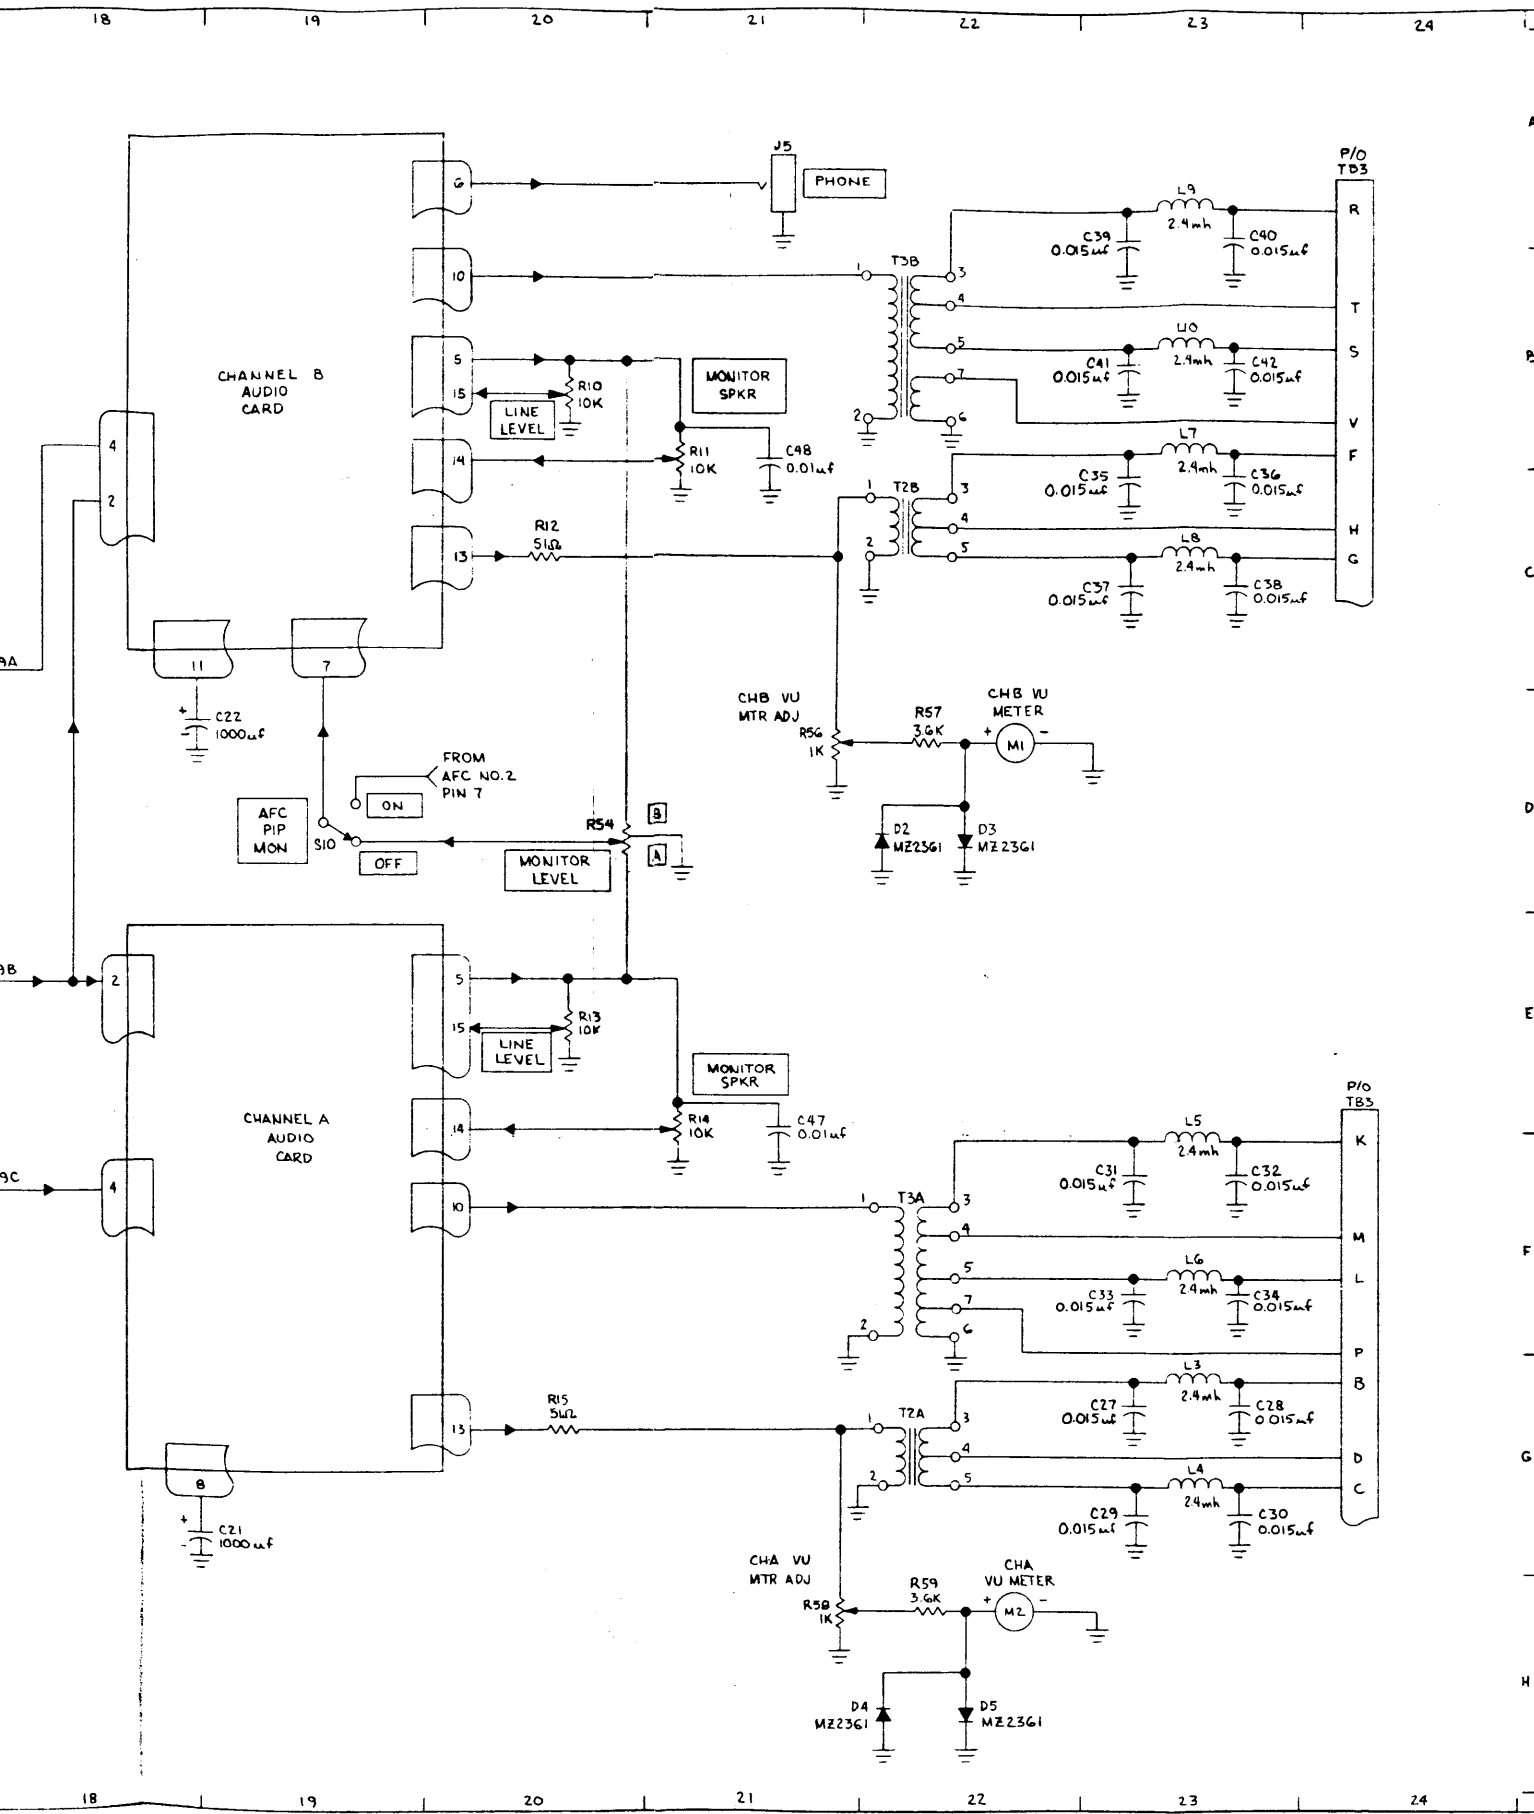 18 19 20 21 22 23 24
A
J5
PHONE
P/O
TB3
6
R
L9
2.4mh
C39
0.015uf
C40
0.015uf
10
1
T3B
3
4
T
B
L10
5
S
2.4mh
C41
0.015uf
C42
0.015uf
CHANNEL B
AUDIO
CARD
5
15
R10
10K
LINE
LEVEL
MONITOR
SPKR
7
2
6
V
4
2
14
R11
10K
C48
0.01uf
L7
F
2.4mh
C35
0.015uf
C36
0.015uf
1
T2B
3
4
H
R12
51Ω
13
2
5
L8
G
2.4mh
C
C37
0.015uf
C38
0.015uf
9A
11
7
C22
+
-
1000uf
CHB VU
MTR ADJ
R56
1K
R57
3.6K
CHB VU
METER
+
-
M1
FROM
AFC NO.2
PIN 7
ON
AFC
PIP
MON
S10
OFF
R54
B
A
MONITOR
LEVEL
D
D2
MZ2361
D3
MZ2361
9B
2
5
15
R13
10K
LINE
LEVEL
E
MONITOR
SPKR
CHANNEL A
AUDIO
CARD
14
R14
10K
C47
0.01uf
P/O
TB3
L5
K
2.4mh
C31
0.015uf
C32
0.015uf
9C
4
10
1
T3A
3
4
M
F
5
L6
L
2.4mh
C33
0.015uf
C34
0.015uf
7
2
6
P
L3
B
2.4mh
C27
0.015uf
C28
0.015uf
13
R15
51Ω
1
T2A
3
4
D
G
2
5
L4
C
2.4mh
C29
0.015uf
C30
0.015uf
8
C21
+
-
1000uf
CHA VU
MTR ADJ
R58
1K
R59
3.6K
CHA
VU METER
+
-
M2
H
D4
MZ2361
D5
MZ2361
18 19 20 21 22 23 24